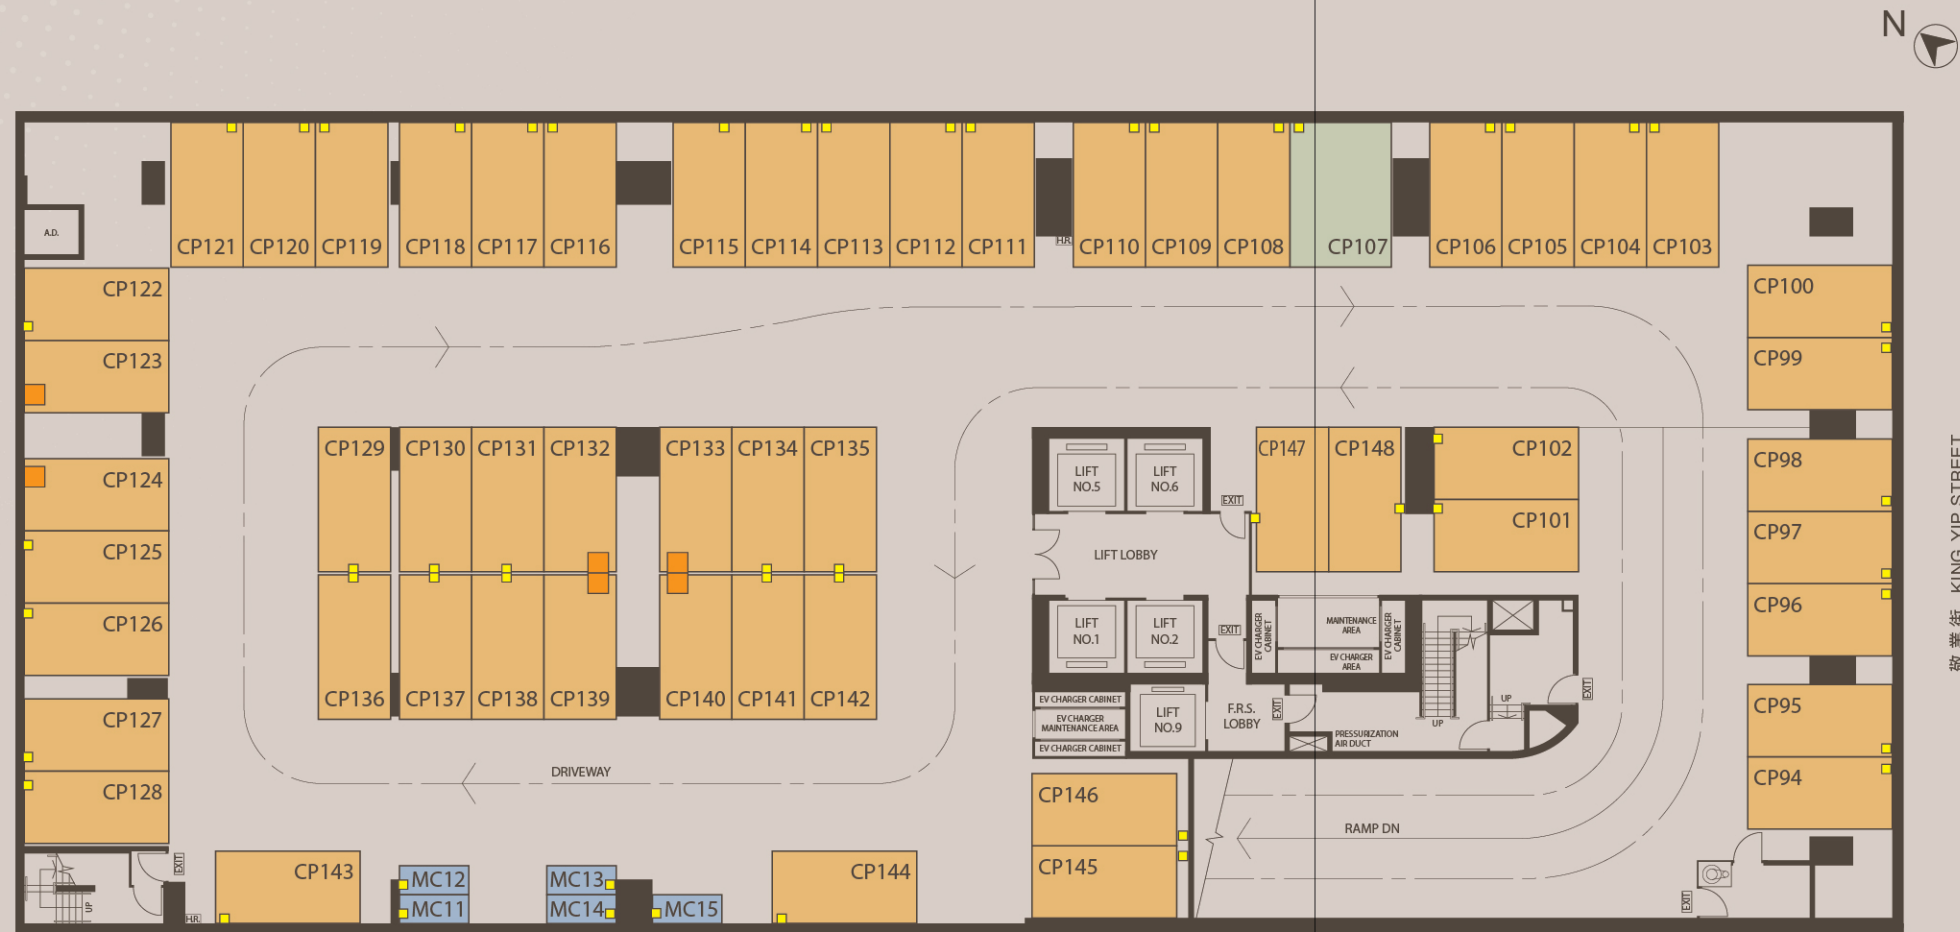 N
CP121 CP120 CP119 CP118 CP117 CP116 CP115 CP114 CP113 CP112 CP111 CP110 CP109 CP108 CP107 CP106 CP105 CP104 CP103
H.R.
A.D.
CP122
CP123
CP124
CP125
CP126
CP127
CP128
CP100
CP99
CP98
CP97
CP96
CP95
CP94
CP129 CP130 CP131 CP132 CP133 CP134 CP135
CP136 CP137 CP138 CP139 CP140 CP141 CP142
LIFT
NO.5
LIFT
NO.6
EXIT
CP147 CP148
CP102
CP101
LIFT LOBBY
LIFT
NO.1
LIFT
NO.2
EXIT
EV CHARGER
CABINET
MAINTENANCE
AREA
EV CHARGER
AREA
EV CHARGER
CABINET
EV CHARGER CABINET
EV CHARGER
MAINTENANCE AREA
EV CHARGER CABINET
LIFT
NO.9
F.R.S.
LOBBY
EXIT
UP
UP
EXIT
PRESSURIZATION
AIR DUCT
DRIVEWAY
CP146
CP145
RAMP DN
CP143
MC12
MC11
MC13
MC14
MC15
CP144
EXIT
UP
H.R.
EXIT
敬業街 KING YIP STREET